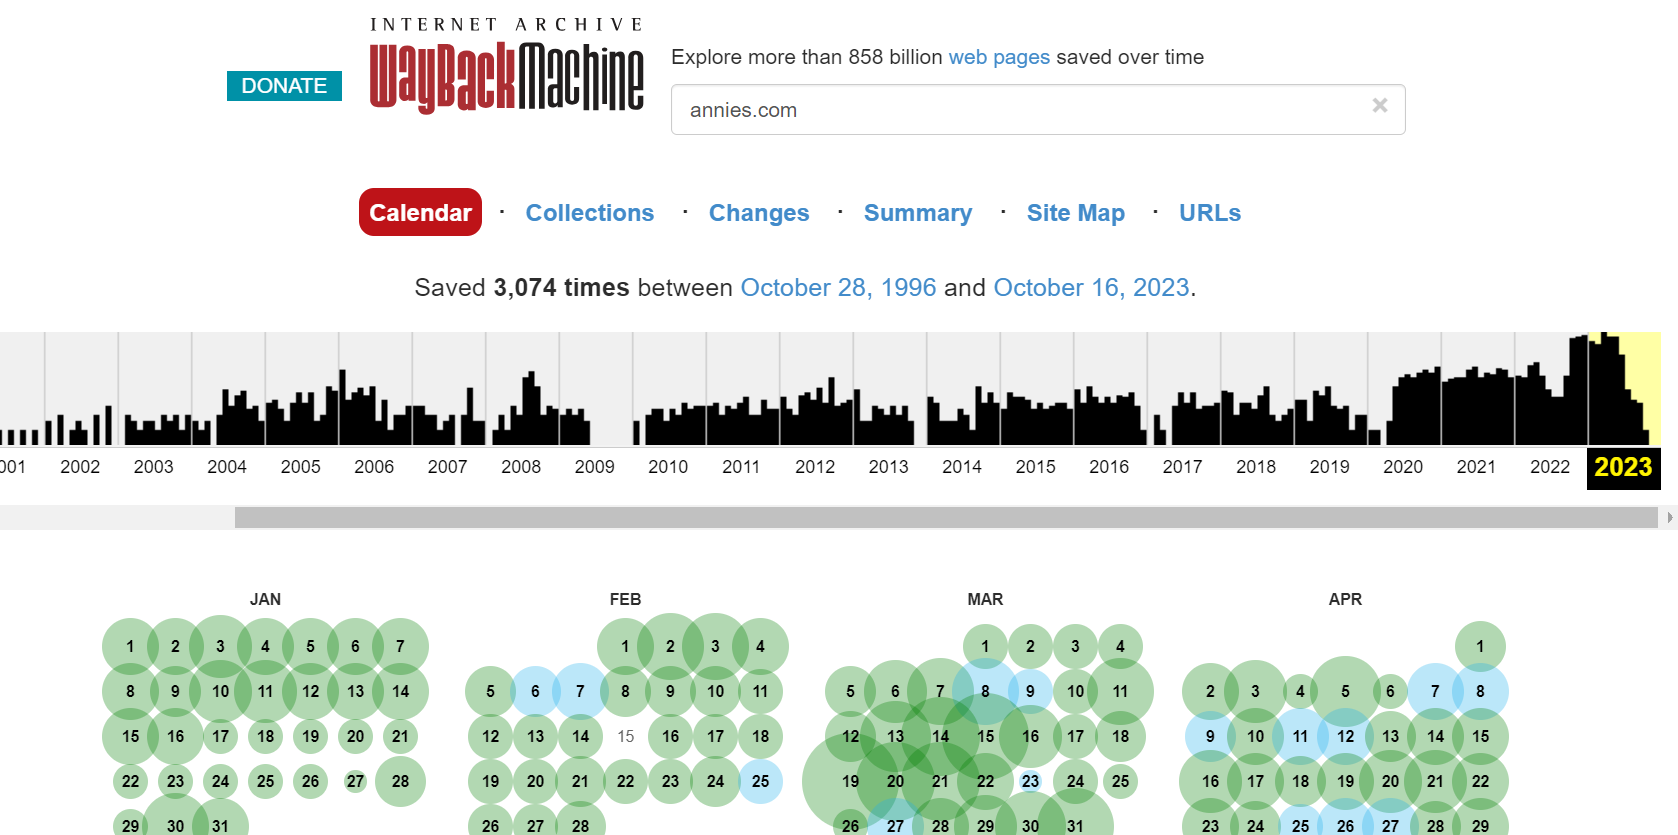 INTERNET ARCHIVE
WayBackMachine
DONATE
Explore more than 858 billion web pages saved over time
annies.com ×
Calendar · Collections · Changes · Summary · Site Map · URLs
Saved 3,074 times between October 28, 1996 and October 16, 2023.
001 2002 2003 2004 2005 2006 2007 2008 2009 2010 2011 2012 2013 2014 2015 2016 2017 2018 2019 2020 2021 2022 2023
JAN
1 2 3 4 5 6 7
8 9 10 11 12 13 14
15 16 17 18 19 20 21
22 23 24 25 26 27 28
29 30 31
FEB
1 2 3 4
5 6 7 8 9 10 11
12 13 14 15 16 17 18
19 20 21 22 23 24 25
26 27 28
MAR
1 2 3 4
5 6 7 8 9 10 11
12 13 14 15 16 17 18
19 20 21 22 23 24 25
26 27 28 29 30 31
APR
1
2 3 4 5 6 7 8
9 10 11 12 13 14 15
16 17 18 19 20 21 22
23 24 25 26 27 28 29